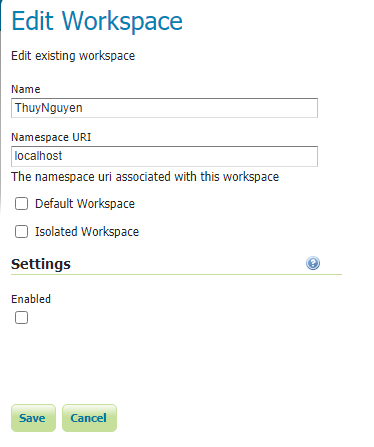 Edit Workspace
Edit existing workspace
Name
ThuyNguyen
Namespace URI
localhost
The namespace uri associated with this workspace
Default Workspace
Isolated Workspace
Settings
?
Enabled
Save Cancel